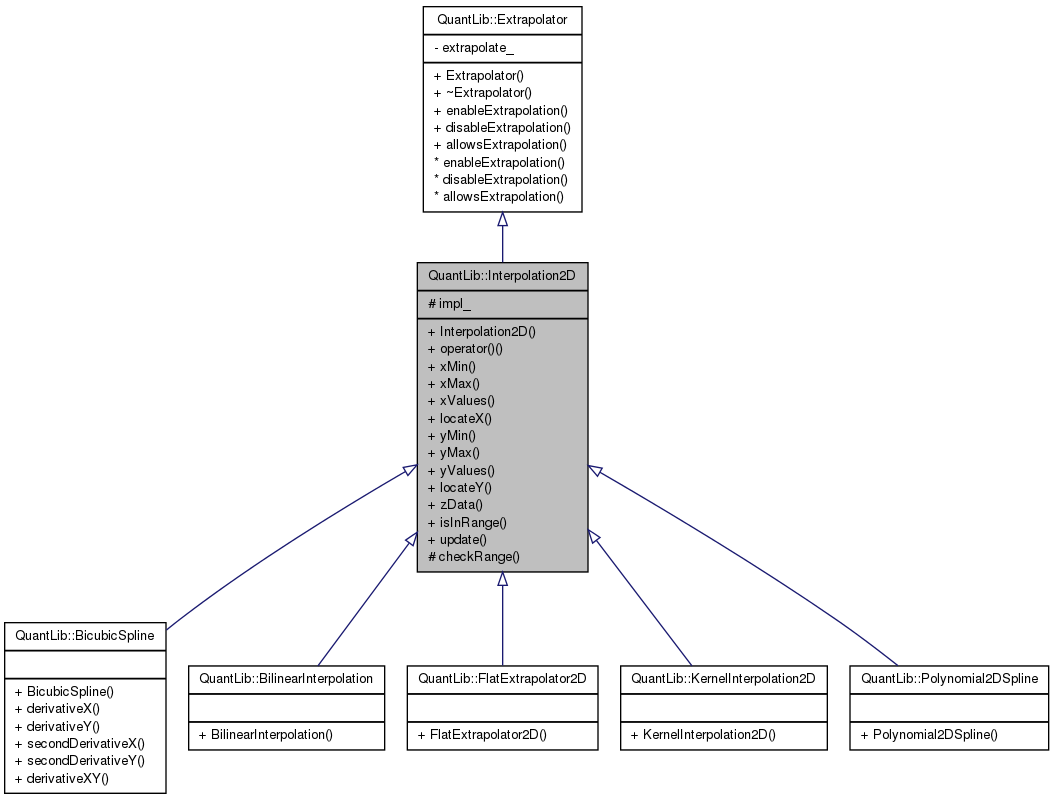 QuantLib::Extrapolator
- extrapolate_
+ Extrapolator()
+ ~Extrapolator()
+ enableExtrapolation()
+ disableExtrapolation()
+ allowsExtrapolation()
* enableExtrapolation()
* disableExtrapolation()
* allowsExtrapolation()
QuantLib::Interpolation2D
# impl_
+ Interpolation2D()
+ operator()()
+ xMin()
+ xMax()
+ xValues()
+ locateX()
+ yMin()
+ yMax()
+ yValues()
+ locateY()
+ zData()
+ isInRange()
+ update()
# checkRange()
QuantLib::BicubicSpline
+ BicubicSpline()
+ derivativeX()
+ derivativeY()
+ secondDerivativeX()
+ secondDerivativeY()
+ derivativeXY()
QuantLib::BilinearInterpolation
+ BilinearInterpolation()
QuantLib::FlatExtrapolator2D
+ FlatExtrapolator2D()
QuantLib::KernelInterpolation2D
+ KernelInterpolation2D()
QuantLib::Polynomial2DSpline
+ Polynomial2DSpline()